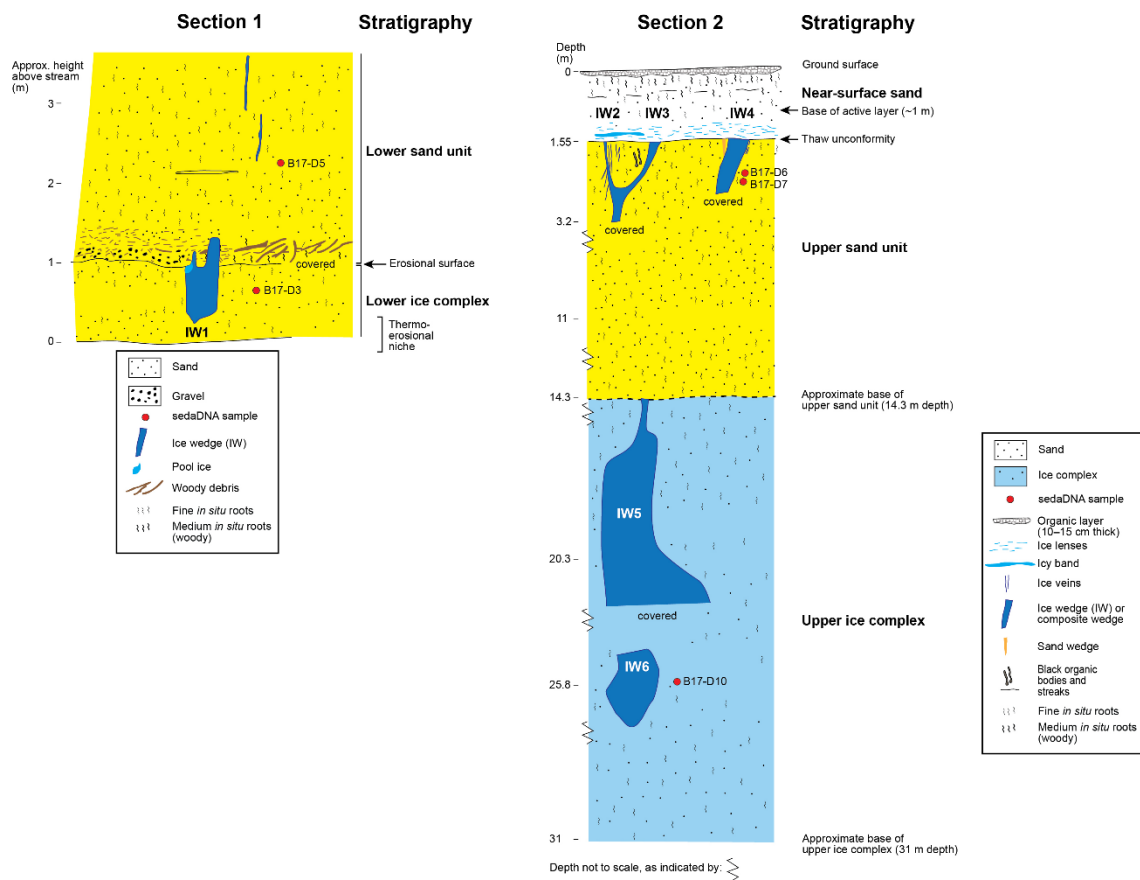 Section 1
Stratigraphy
Approx. height
above stream
(m)
3
2
1
0
B17-D5
covered
B17-D3
IW1
Lower sand unit
Erosional surface
Lower ice complex
Thermo-
erosional
niche
Sand
Gravel
sedaDNA sample
Ice wedge (IW)
Pool ice
Woody debris
Fine in situ roots
Medium in situ roots
(woody)
Section 2
Stratigraphy
Depth
(m)
0
1.55
3.2
11
14.3
20.3
25.8
31
IW2
IW3
IW4
B17-D6
B17-D7
covered
covered
IW5
covered
IW6
B17-D10
Ground surface
Near-surface sand
Base of active layer (~1 m)
Thaw unconformity
Upper sand unit
Approximate base of
upper sand unit (14.3 m depth)
Upper ice complex
Approximate base of
upper ice complex (31 m depth)
Depth not to scale, as indicated by:
Sand
Ice complex
sedaDNA sample
Organic layer
(10–15 cm thick)
Ice lenses
Icy band
Ice veins
Ice wedge (IW) or
composite wedge
Sand wedge
Black organic
bodies and
streaks
Fine in situ roots
Medium in situ roots
(woody)